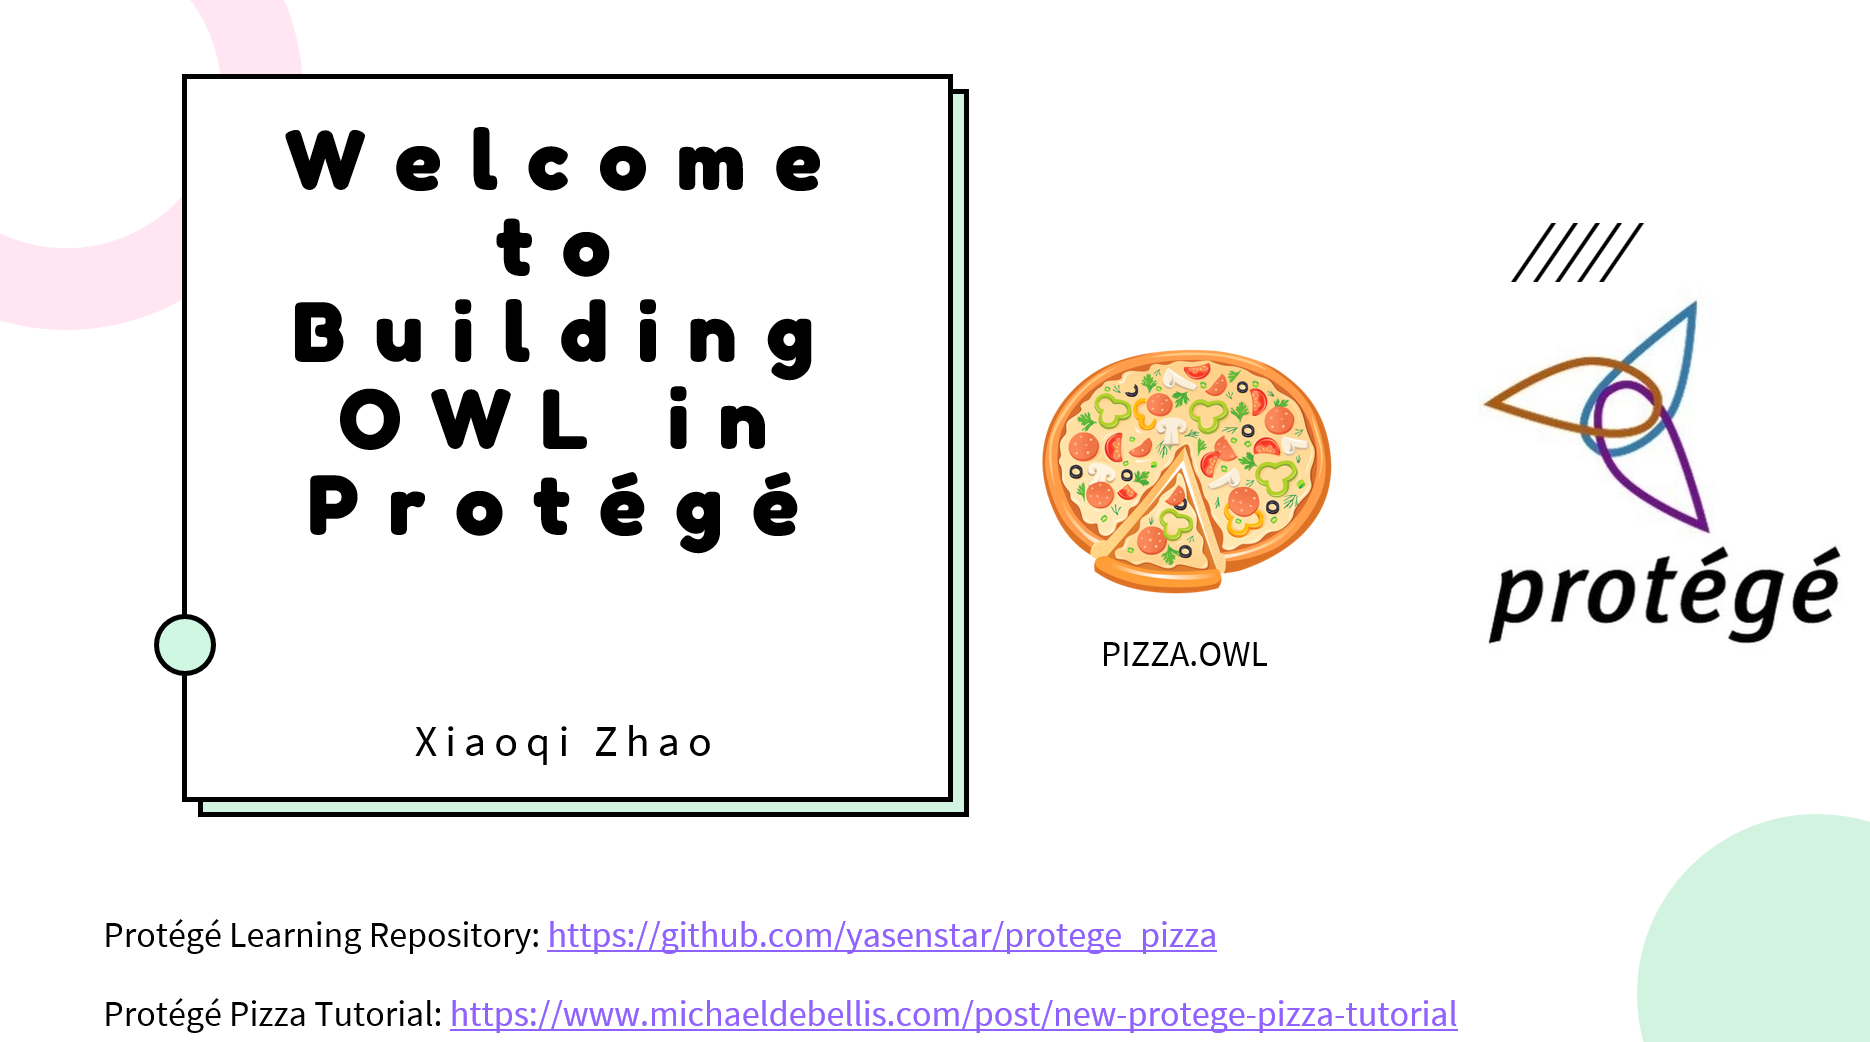 Welcome
to
Building
OWL in
Protégé
Xiaoqi Zhao
PIZZA.OWL
protégé
Protégé Learning Repository: https://github.com/yasenstar/protege_pizza
Protégé Pizza Tutorial: https://www.michaeldebellis.com/post/new-protege-pizza-tutorial